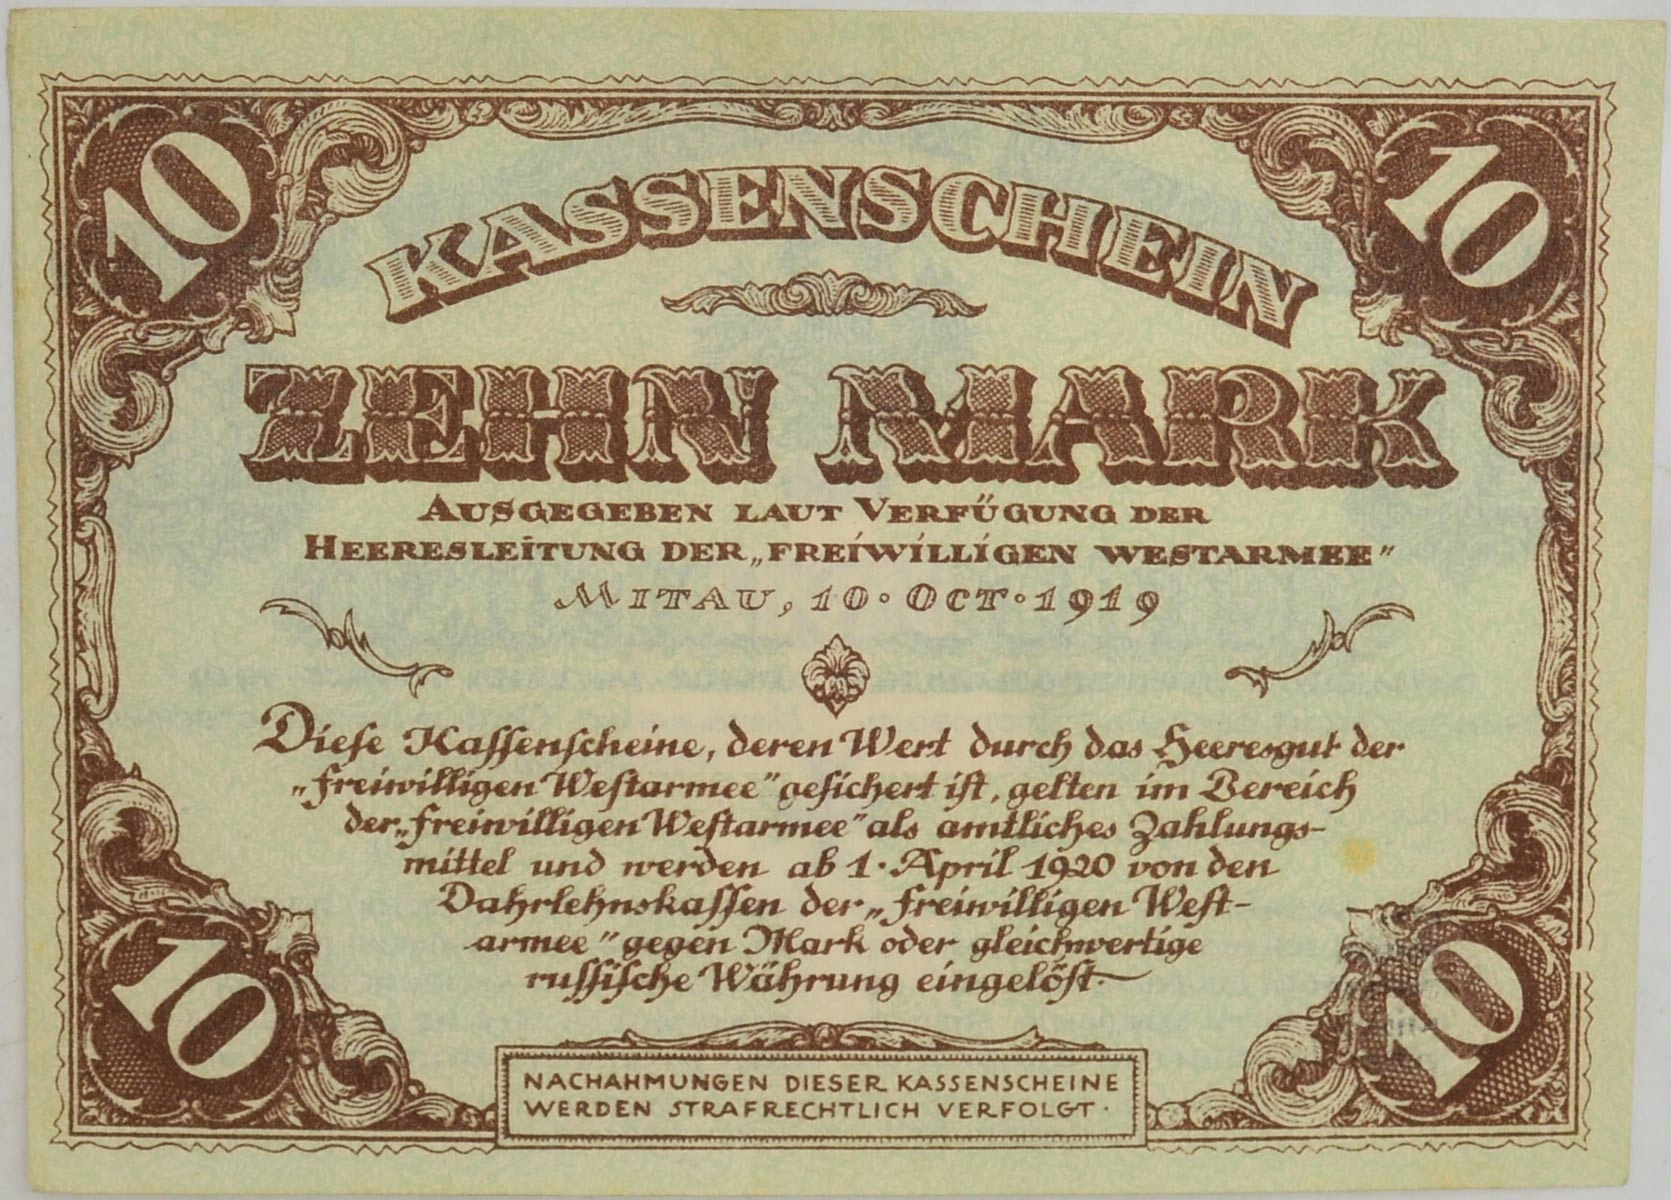 10
10
KASSENSCHEIN
ZEHN MARK
AUSGEGEBEN LAUT VERFÜGUNG DER
HEERESLEITUNG DER „FREIWILLIGEN WESTARMEE"
MITAU, 10. OCT. 1919
Diese Kassenscheine, deren Wert durch das Heeresgut der
„Freiwilligen Westarmee" gesichert ist, gelten im Bereich
der „Freiwilligen Westarmee" als amtliches Zahlungs-
mittel und werden ab 1. April 1920 von den
Dahrlehnskassen der „Freiwilligen West-
armee" gegen Mark oder gleichwertige
russische Währung eingelöst.
10
10
NACHAHMUNGEN DIESER KASSENSCHEINE
WERDEN STRAFRECHTLICH VERFOLGT.